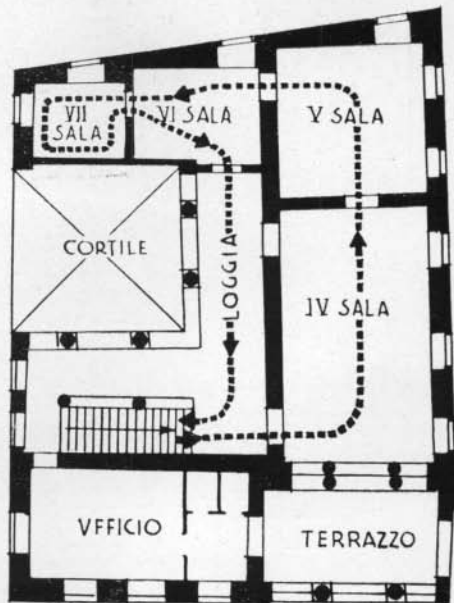 VII
SALA
VI SALA
V SALA
CORTILE
LOGGIA
IV SALA
VFFICIO
TERRAZZO